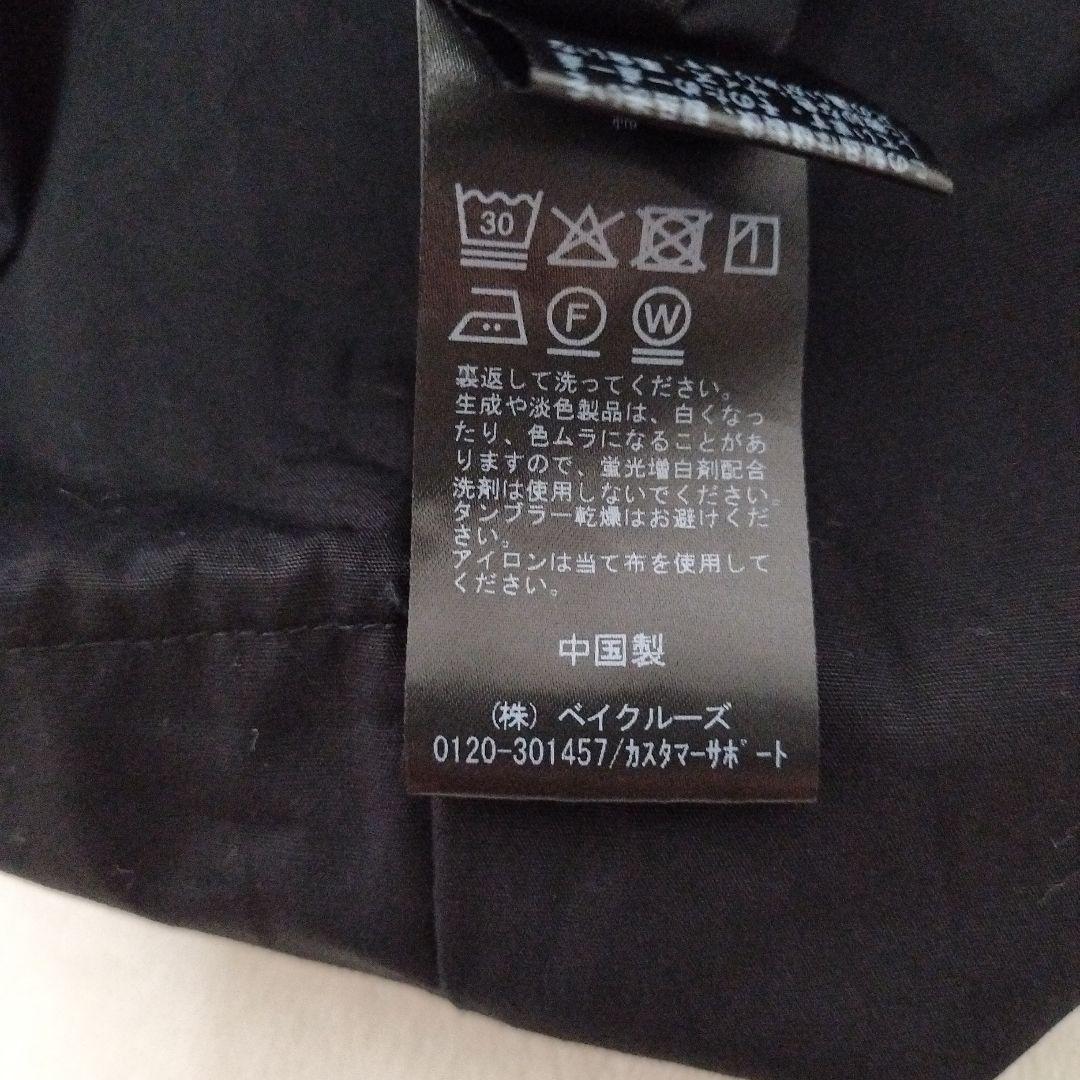 30
F W
裏返して洗ってください。
生成や淡色製品は、白くなっ
たり、色ムラになることがあ
りますので、蛍光増白剤配合
洗剤は使用しないでください。
タンブラー乾燥はお避けくだ
さい。
アイロンは当て布を使用して
ください。
中国製
(株) ベイクルーズ
0120-301457/カスタマーサポート